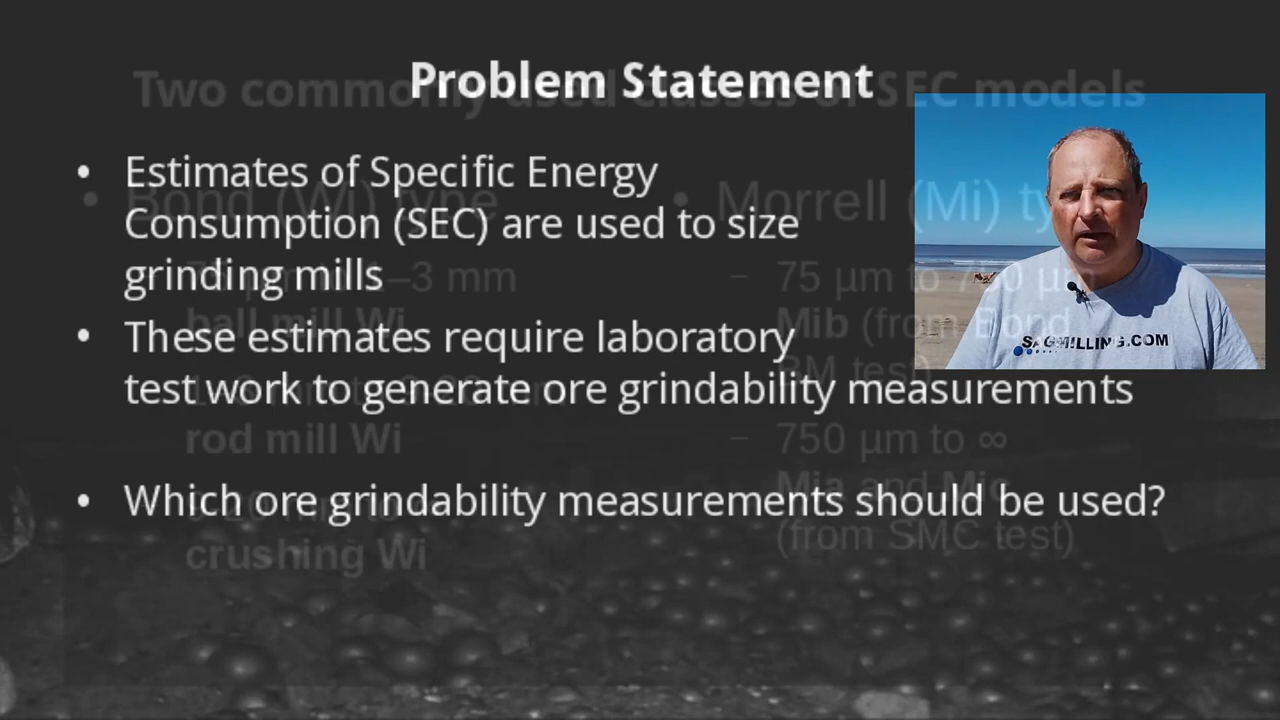 Problem Statement
Two commonly used classes of SEC models
• Estimates of Specific Energy
Consumption (SEC) are used to size
grinding mills
• These estimates require laboratory
test work to generate ore grindability measurements
• Which ore grindability measurements should be used?
• Bond (Wi) type
3 mm
ball mill Wi
rod mill Wi
crushing Wi
• Morrell (Mi) ty
– 75 µm to 750 µm
Mib (from Bond
BM test)
– 750 µm to ∞
Mia and Mic
(from SMC test)
SAGMILLING.COM